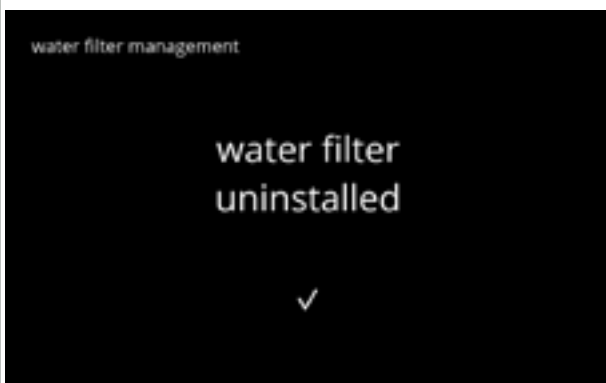 water filter management
water filter
uninstalled
✓